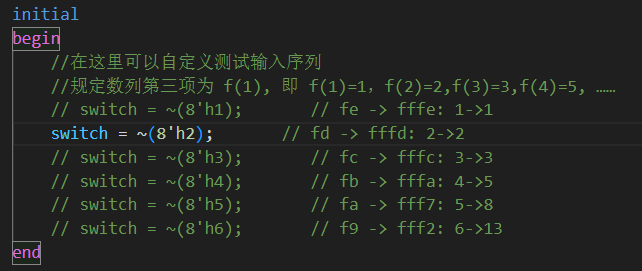 initial
begin
//在这里可以自定义测试输入序列
//规定数列第三项为 f(1), 即 f(1)=1，f(2)=2,f(3)=3,f(4)=5, ……
// switch = ~(8'h1);        // fe -> fffe: 1->1
switch = ~(8'h2);        // fd -> fffd: 2->2
// switch = ~(8'h3);        // fc -> fffc: 3->3
// switch = ~(8'h4);        // fb -> fffa: 4->5
// switch = ~(8'h5);        // fa -> fff7: 5->8
// switch = ~(8'h6);        // f9 -> fff2: 6->13
end